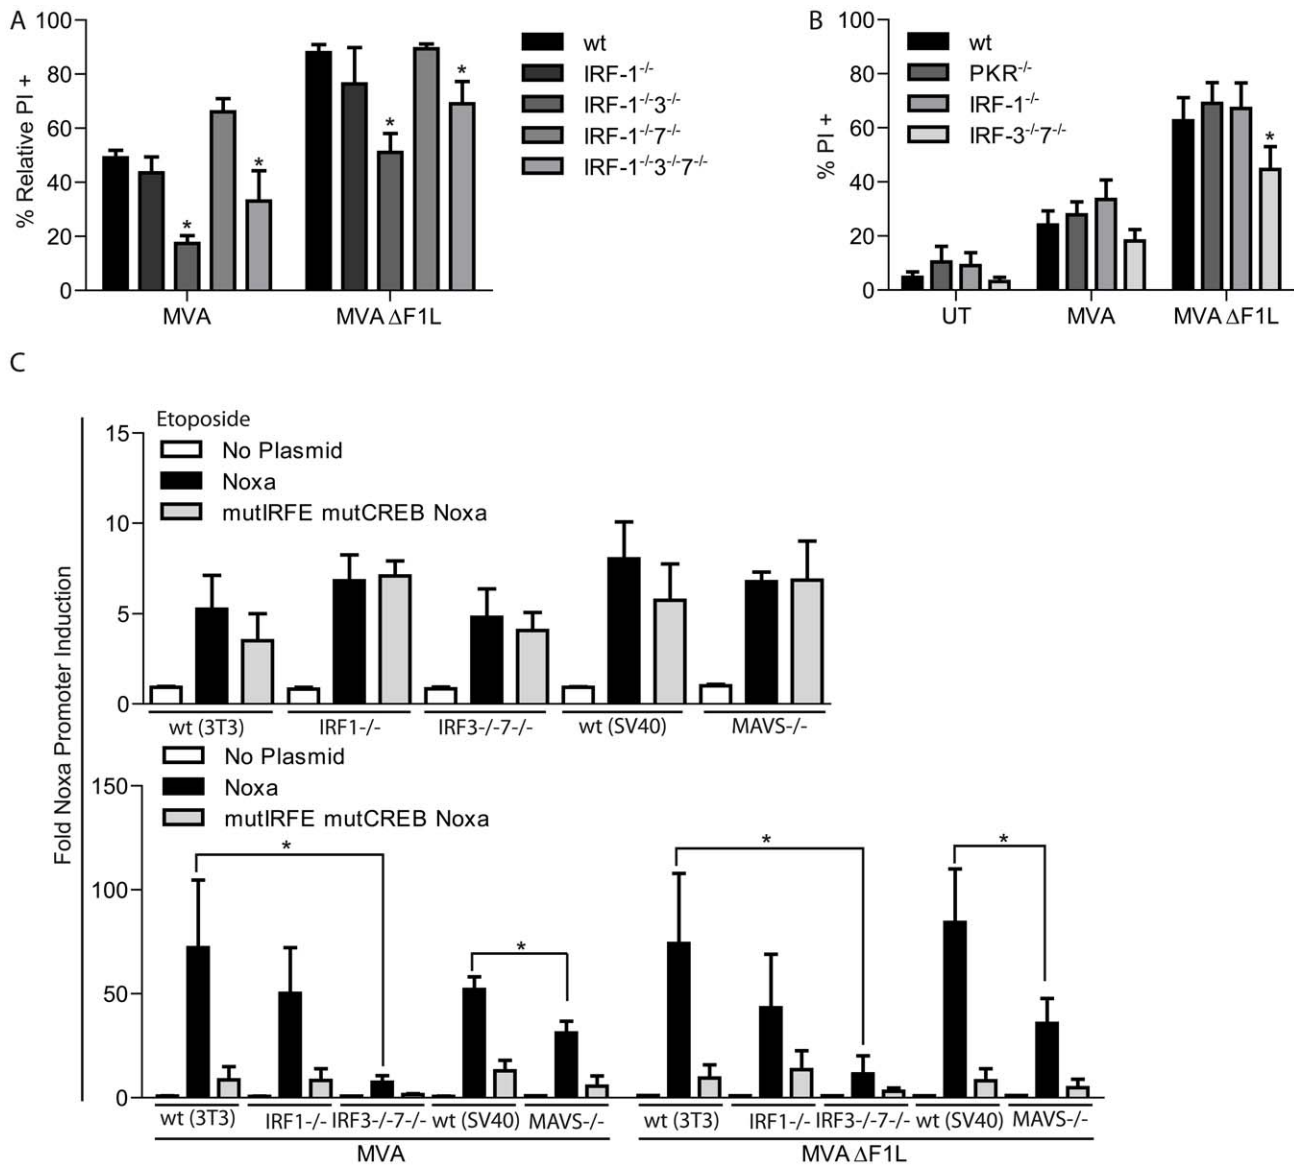 A
% Relative PI +
100
80
60
40
20
0
* * * *
MVA MVA ΔF1L
wt
IRF-1-/-
IRF-1-/-3-/-
IRF-1-/-7-/-
IRF-1-/-3-/-7-/-
B
% PI +
100
80
60
40
20
0
*
UT MVA MVA ΔF1L
wt
PKR-/-
IRF-1-/-
IRF-3-/-7-/-
C
Fold Noxa Promoter Induction
Etoposide
No Plasmid
Noxa
mutIRFE mutCREB Noxa
15
10
5
0
wt (3T3) IRF1-/- IRF3-/-7-/- wt (SV40) MAVS-/-
No Plasmid
Noxa
mutIRFE mutCREB Noxa
150
100
50
0
* * * *
wt (3T3) IRF1-/- IRF3-/-7-/- wt (SV40) MAVS-/- wt (3T3) IRF1-/- IRF3-/-7-/- wt (SV40) MAVS-/-
MVA MVA ΔF1L